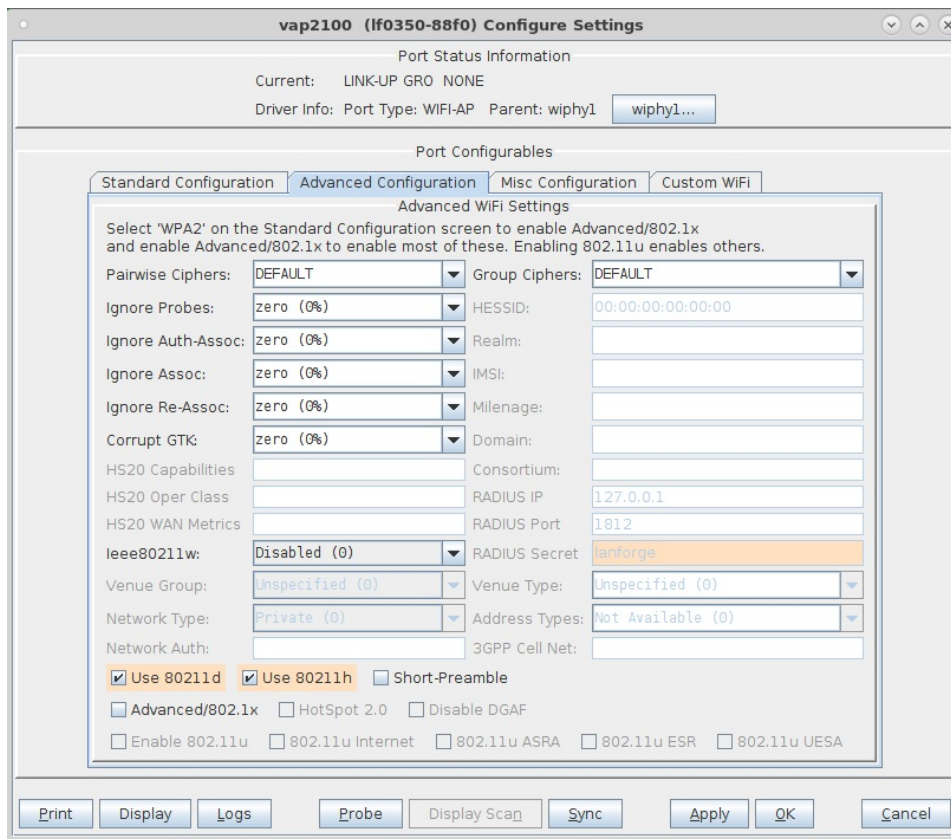 vap2100 (lf0350-88f0) Configure Settings
Port Status Information
Current: LINK-UP GRO NONE
Driver Info: Port Type: WIFI-AP Parent: wiphy1 wiphy1...
Port Configurables
Standard Configuration Advanced Configuration Misc Configuration Custom WiFi
Advanced WiFi Settings
Select 'WPA2' on the Standard Configuration screen to enable Advanced/802.1x
and enable Advanced/802.1x to enable most of these. Enabling 802.11u enables others.
Pairwise Ciphers: DEFAULT Group Ciphers: DEFAULT
Ignore Probes: zero (0%) HESSID: 00:00:00:00:00:00
Ignore Auth-Assoc: zero (0%) Realm:
Ignore Assoc: zero (0%) IMSI:
Ignore Re-Assoc: zero (0%) Milenage:
Corrupt GTK: zero (0%) Domain:
HS20 Capabilities Consortium:
HS20 Oper Class RADIUS IP 127.0.0.1
HS20 WAN Metrics RADIUS Port 1812
Ieee80211w: Disabled (0) RADIUS Secret lanforge
Venue Group: Unspecified (0) Venue Type: Unspecified (0)
Network Type: Private (0) Address Types: Not Available (0)
Network Auth: 3GPP Cell Net:
Use 80211d Use 80211h Short-Preamble
Advanced/802.1x HotSpot 2.0 Disable DGAF
Enable 802.11u 802.11u Internet 802.11u ASRA 802.11u ESR 802.11u UESA
Print Display Logs Probe Display Scan Sync Apply OK Cancel